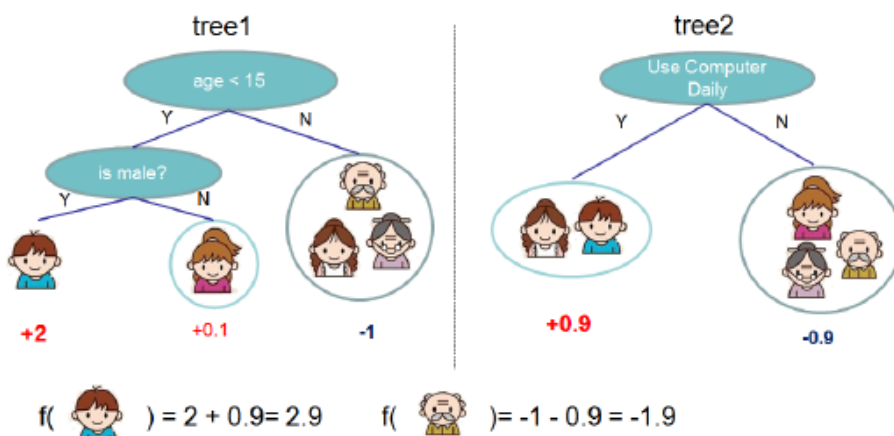 tree1
age < 15
Y
N
is male?
Y
N
+2
+0.1
-1
tree2
Use Computer
Daily
Y
N
+0.9
-0.9
f( ) = 2 + 0.9= 2.9
f( )= -1 - 0.9 = -1.9